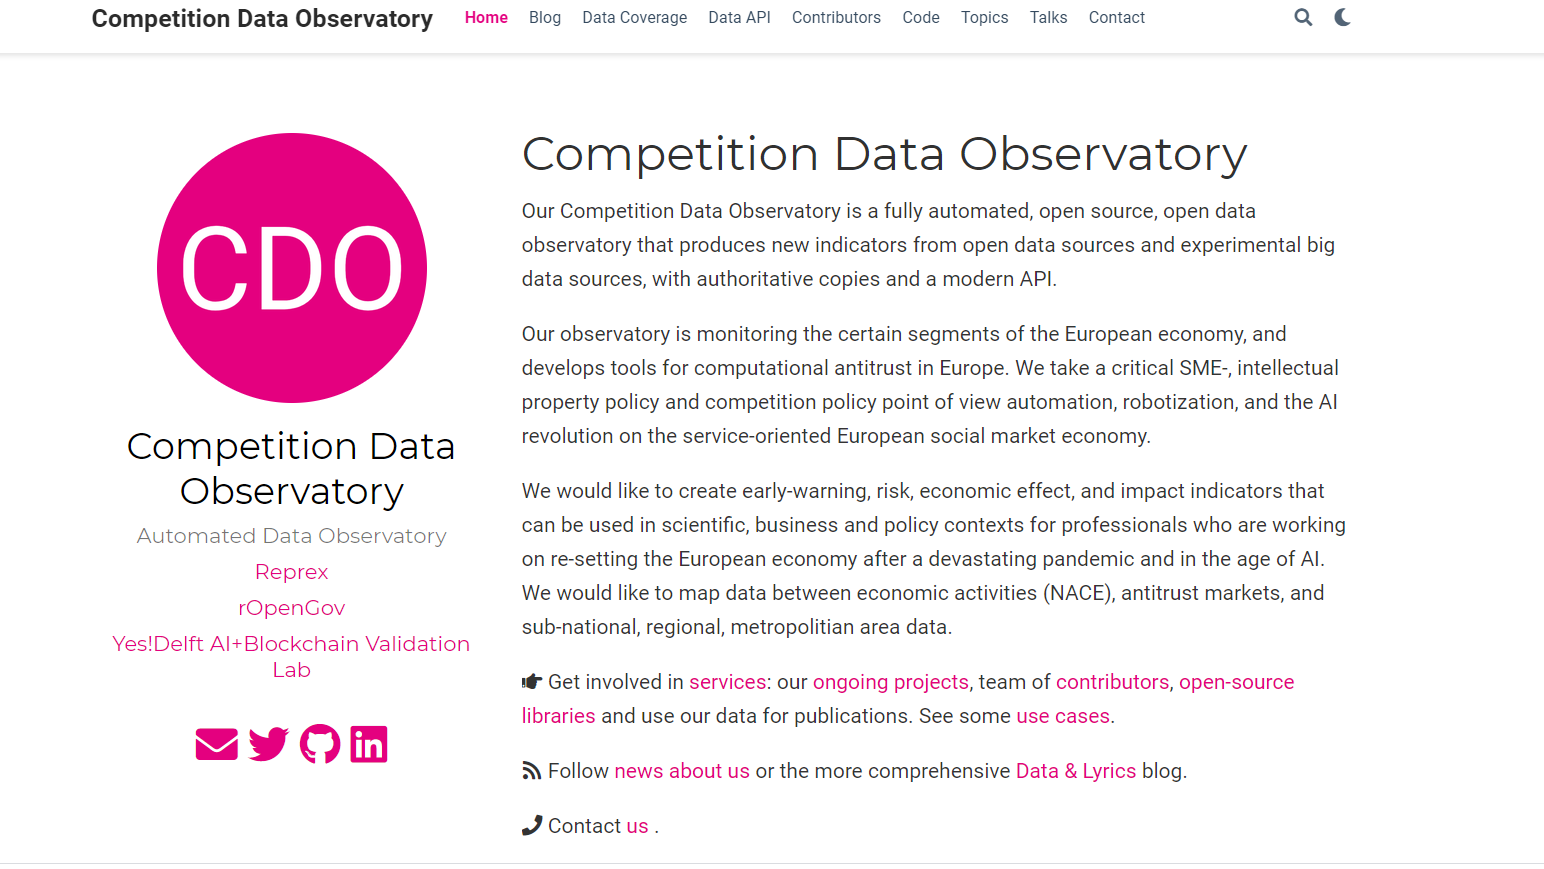 Competition Data Observatory Home Blog Data Coverage Data API Contributors Code Topics Talks Contact
CDO
Competition Data
Observatory
Automated Data Observatory
Reprex
rOpenGov
Yes!Delft AI+Blockchain Validation
Lab
Competition Data Observatory
Our Competition Data Observatory is a fully automated, open source, open data
observatory that produces new indicators from open data sources and experimental big
data sources, with authoritative copies and a modern API.
Our observatory is monitoring the certain segments of the European economy, and
develops tools for computational antitrust in Europe. We take a critical SME-, intellectual
property policy and competition policy point of view automation, robotization, and the AI
revolution on the service-oriented European social market economy.
We would like to create early-warning, risk, economic effect, and impact indicators that
can be used in scientific, business and policy contexts for professionals who are working
on re-setting the European economy after a devastating pandemic and in the age of AI.
We would like to map data between economic activities (NACE), antitrust markets, and
sub-national, regional, metropolitian area data.
Get involved in services: our ongoing projects, team of contributors, open-source
libraries and use our data for publications. See some use cases.
Follow news about us or the more comprehensive Data & Lyrics blog.
Contact us .